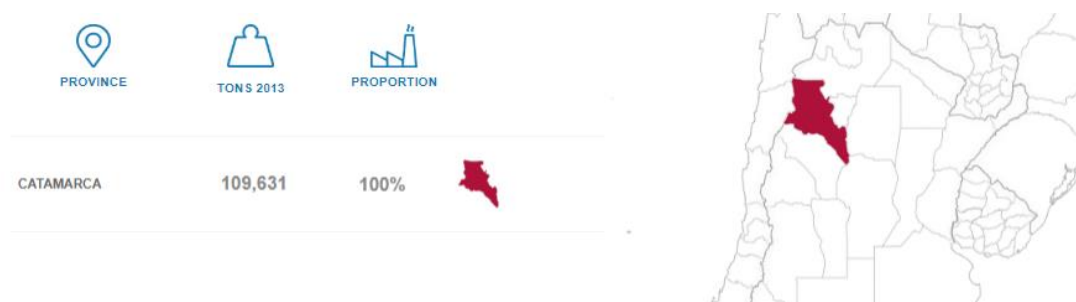 PROVINCE
TONS 2013
PROPORTION
CATAMARCA
109,631
100%